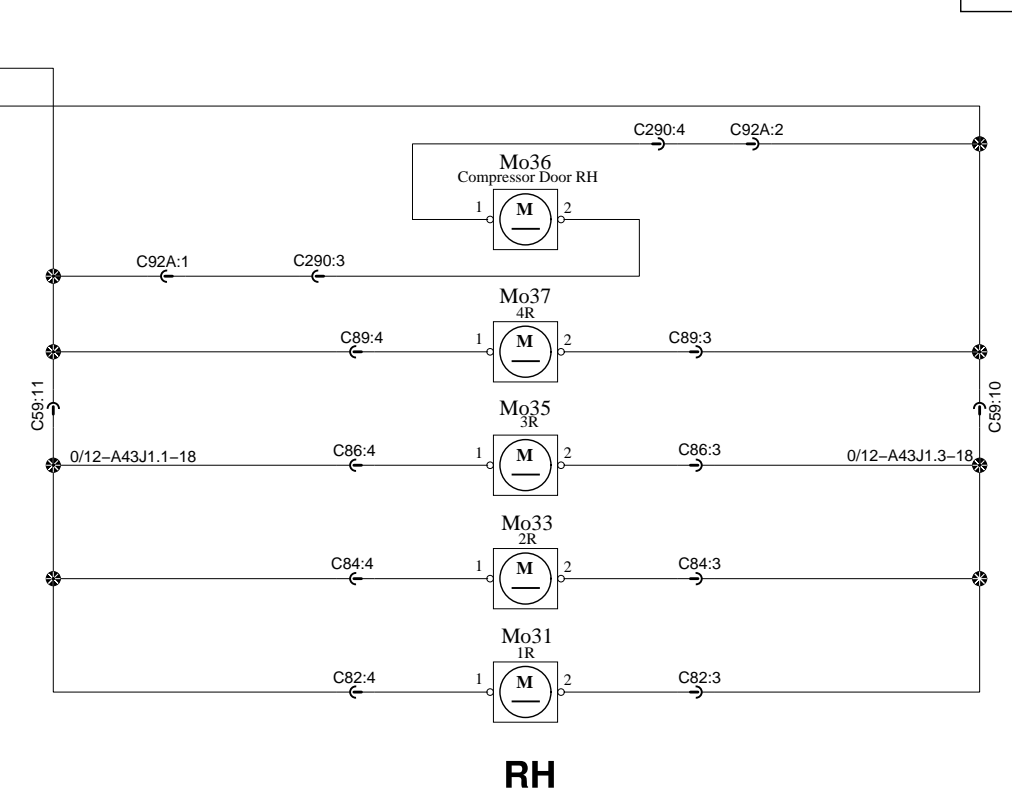 C290:4 C92A:2
Mo36
Compressor Door RH
1 M 2
C92A:1 C290:3
Mo37
4R
C89:4 1 M 2 C89:3
C59:11 C59:10
Mo35
3R
0/12−A43J1.1−18 C86:4 1 M 2 C86:3 0/12−A43J1.3−18
Mo33
2R
C84:4 1 M 2 C84:3
Mo31
1R
C82:4 1 M 2 C82:3
RH